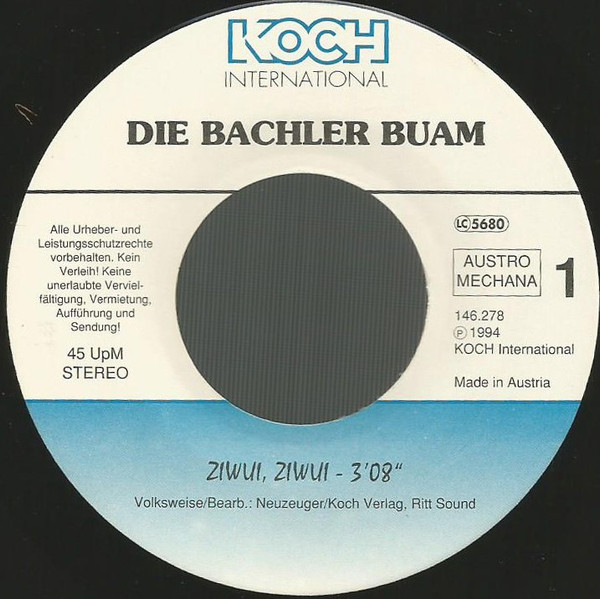 KOCH
INTERNATIONAL
DIE BACHLER BUAM
Alle Urheber- und
Leistungsschutzrechte
vorbehalten. Kein
Verleih! Keine
unerlaubte Verviel-
fältigung, Vermietung,
Aufführung und
Sendung!
45 UpM
STEREO
LC 5680
AUSTRO
MECHANA
1
146.278
Ⓟ 1994
KOCH International
Made in Austria
ZIWUI, ZIWUI - 3'08"
Volksweise/Bearb.: Neuzeuger/Koch Verlag, Ritt Sound